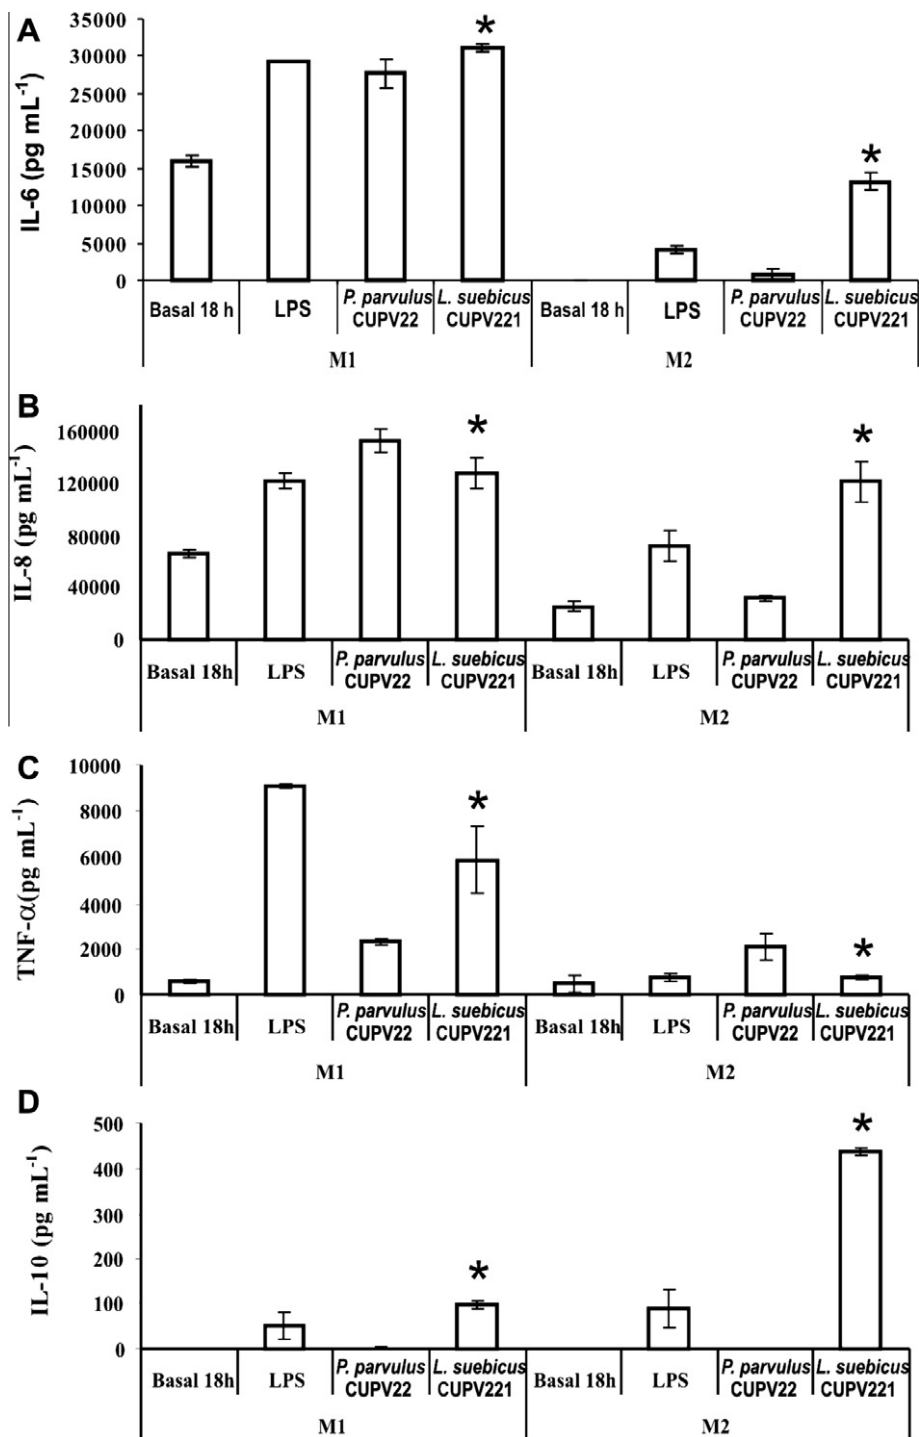 A
IL-6 (pg mL-1)
35000
30000
25000
20000
15000
10000
5000
0
* *
Basal 18 h LPS P. parvulus CUPV22 L. suebicus CUPV221 Basal 18 h LPS P. parvulus CUPV22 L. suebicus CUPV221
M1 M2
B
IL-8 (pg mL-1)
160000
120000
80000
40000
0
* *
Basal 18h LPS P. parvulus CUPV22 L. suebicus CUPV221 Basal 18h LPS P. parvulus CUPV22 L. suebicus CUPV221
M1 M2
C
TNF-α(pg mL-1)
10000
8000
6000
4000
2000
0
* *
Basal 18h LPS P. parvulus CUPV22 L. suebicus CUPV221 Basal 18h LPS P. parvulus CUPV22 L. suebicus CUPV221
M1 M2
D
IL-10 (pg mL-1)
500
400
300
200
100
0
* *
Basal 18h LPS P. parvulus CUPV22 L. suebicus CUPV221 Basal 18h LPS P. parvulus CUPV22 L. suebicus CUPV221
M1 M2